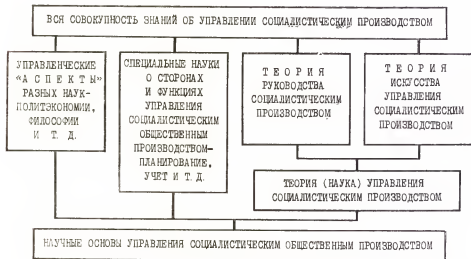 ВСЯ СОВОКУПНОСТЬ ЗНАНИЙ ОБ УПРАВЛЕНИИ СОЦИАЛИСТИЧЕСКИМ ПРОИЗВОДСТВОМ
УПРАВЛЕНЧЕСКИЕ
«АСПЕКТЫ»
РАЗНЫХ НАУК-
ПОЛИТЭКОНОМИИ,
ФИЛОСОФИИ
И Т. Д.
СПЕЦИАЛЬНЫЕ НАУКИ
О СТОРОНАХ
И ФУНКЦИЯХ
УПРАВЛЕНИЯ
СОЦИАЛИСТИЧЕСКИМ
ОБЩЕСТВЕННЫМ
ПРОИЗВОДСТВОМ-
ПЛАНИРОВАНИЕ,
УЧЕТ И Т. Д.
ТЕОРИЯ
РУКОВОДСТВА
СОЦИАЛИСТИЧЕСКИМ
ПРОИЗВОДСТВОМ
ТЕОРИЯ
ИСКУССТВА
УПРАВЛЕНИЯ
СОЦИАЛИСТИЧЕСКИМ
ПРОИЗВОДСТВОМ
ТЕОРИЯ (НАУКА) УПРАВЛЕНИЯ
СОЦИАЛИСТИЧЕСКИМ ПРОИЗВОДСТВОМ
НАУЧНЫЕ ОСНОВЫ УПРАВЛЕНИЯ СОЦИАЛИСТИЧЕСКИМ ОБЩЕСТВЕННЫМ ПРОИЗВОДСТВОМ